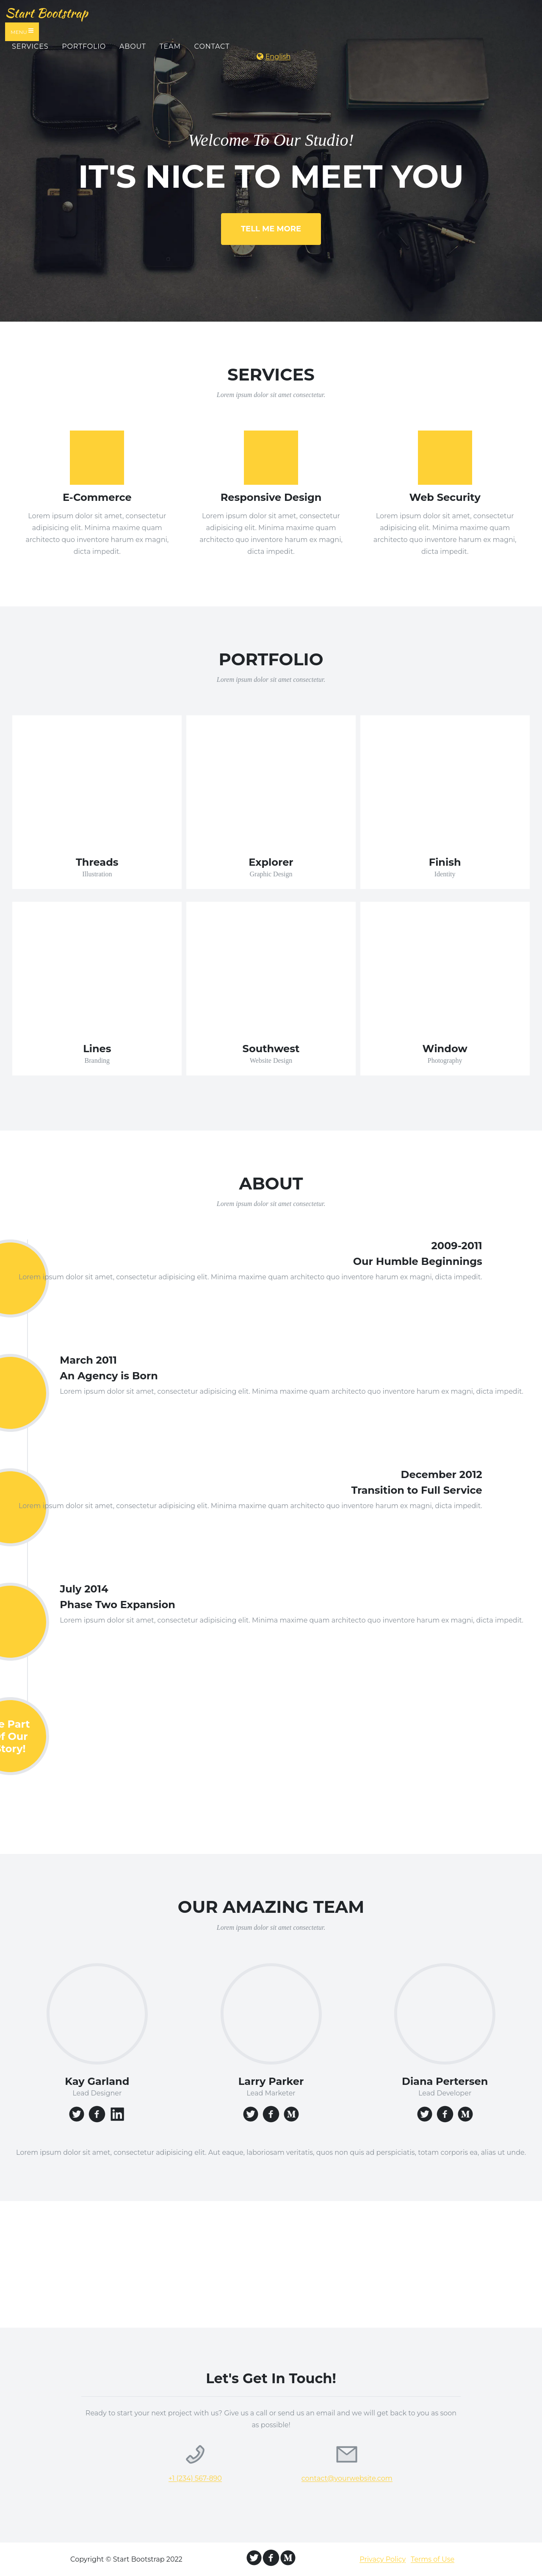 Start Bootstrap
MENU
SERVICES PORTFOLIO ABOUT TEAM CONTACT
English
Welcome To Our Studio!
IT'S NICE TO MEET YOU
TELL ME MORE
SERVICES
Lorem ipsum dolor sit amet consectetur.
E-Commerce
Lorem ipsum dolor sit amet, consectetur
adipisicing elit. Minima maxime quam
architecto quo inventore harum ex magni,
dicta impedit.
Responsive Design
Lorem ipsum dolor sit amet, consectetur
adipisicing elit. Minima maxime quam
architecto quo inventore harum ex magni,
dicta impedit.
Web Security
Lorem ipsum dolor sit amet, consectetur
adipisicing elit. Minima maxime quam
architecto quo inventore harum ex magni,
dicta impedit.
PORTFOLIO
Lorem ipsum dolor sit amet consectetur.
Threads
Illustration
Explorer
Graphic Design
Finish
Identity
Lines
Branding
Southwest
Website Design
Window
Photography
ABOUT
Lorem ipsum dolor sit amet consectetur.
2009-2011
Our Humble Beginnings
Lorem ipsum dolor sit amet, consectetur adipisicing elit. Minima maxime quam architecto quo inventore harum ex magni, dicta impedit.
March 2011
An Agency is Born
Lorem ipsum dolor sit amet, consectetur adipisicing elit. Minima maxime quam architecto quo inventore harum ex magni, dicta impedit.
December 2012
Transition to Full Service
Lorem ipsum dolor sit amet, consectetur adipisicing elit. Minima maxime quam architecto quo inventore harum ex magni, dicta impedit.
July 2014
Phase Two Expansion
Lorem ipsum dolor sit amet, consectetur adipisicing elit. Minima maxime quam architecto quo inventore harum ex magni, dicta impedit.
e Part
f Our
tory!
OUR AMAZING TEAM
Lorem ipsum dolor sit amet consectetur.
Kay Garland
Lead Designer
Larry Parker
Lead Marketer
Diana Pertersen
Lead Developer
Lorem ipsum dolor sit amet, consectetur adipisicing elit. Aut eaque, laboriosam veritatis, quos non quis ad perspiciatis, totam corporis ea, alias ut unde.
Let's Get In Touch!
Ready to start your next project with us? Give us a call or send us an email and we will get back to you as soon
as possible!
+1 (234) 567-890
contact@yourwebsite.com
Copyright © Start Bootstrap 2022
Privacy Policy Terms of Use